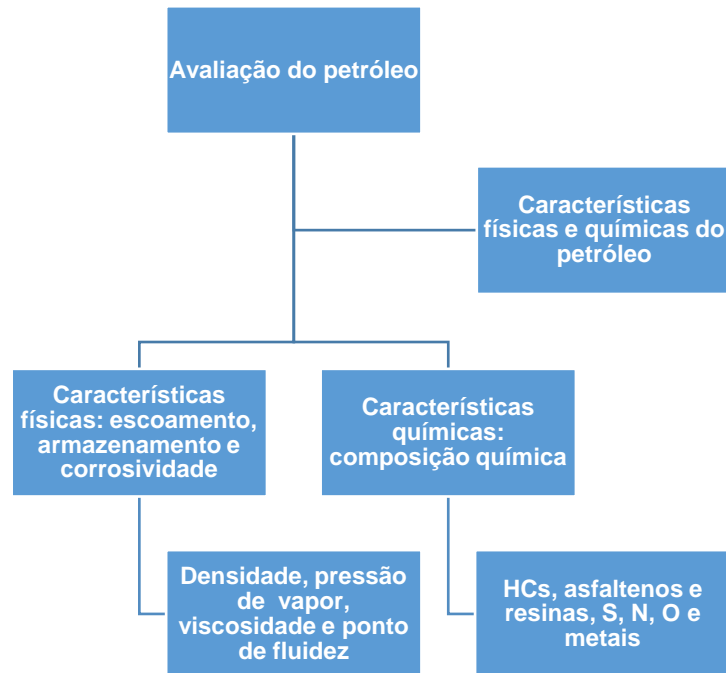 Avaliação do petróleo
Características
físicas e químicas do
petróleo
Características
físicas: escoamento,
armazenamento e
corrosividade
Características
químicas:
composição química
Densidade, pressão
de vapor,
viscosidade e ponto
de fluidez
HCs, asfaltenos e
resinas, S, N, O e
metais